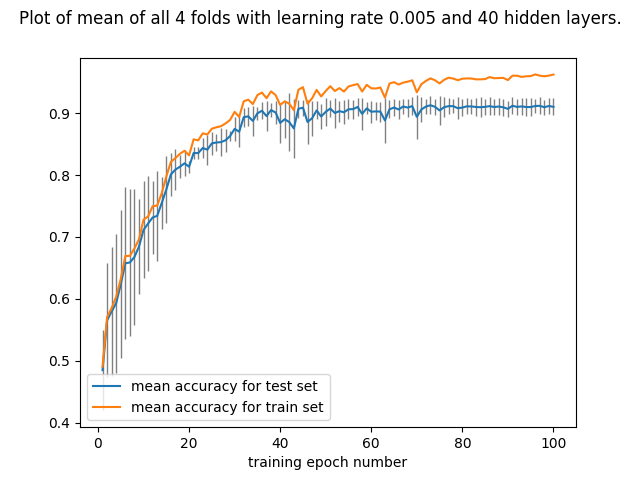 Plot of mean of all 4 folds with learning rate 0.005 and 40 hidden layers.
0.9
0.8
0.7
0.6
0.5
0.4
mean accuracy for test set
mean accuracy for train set
0 20 40 60 80 100
training epoch number